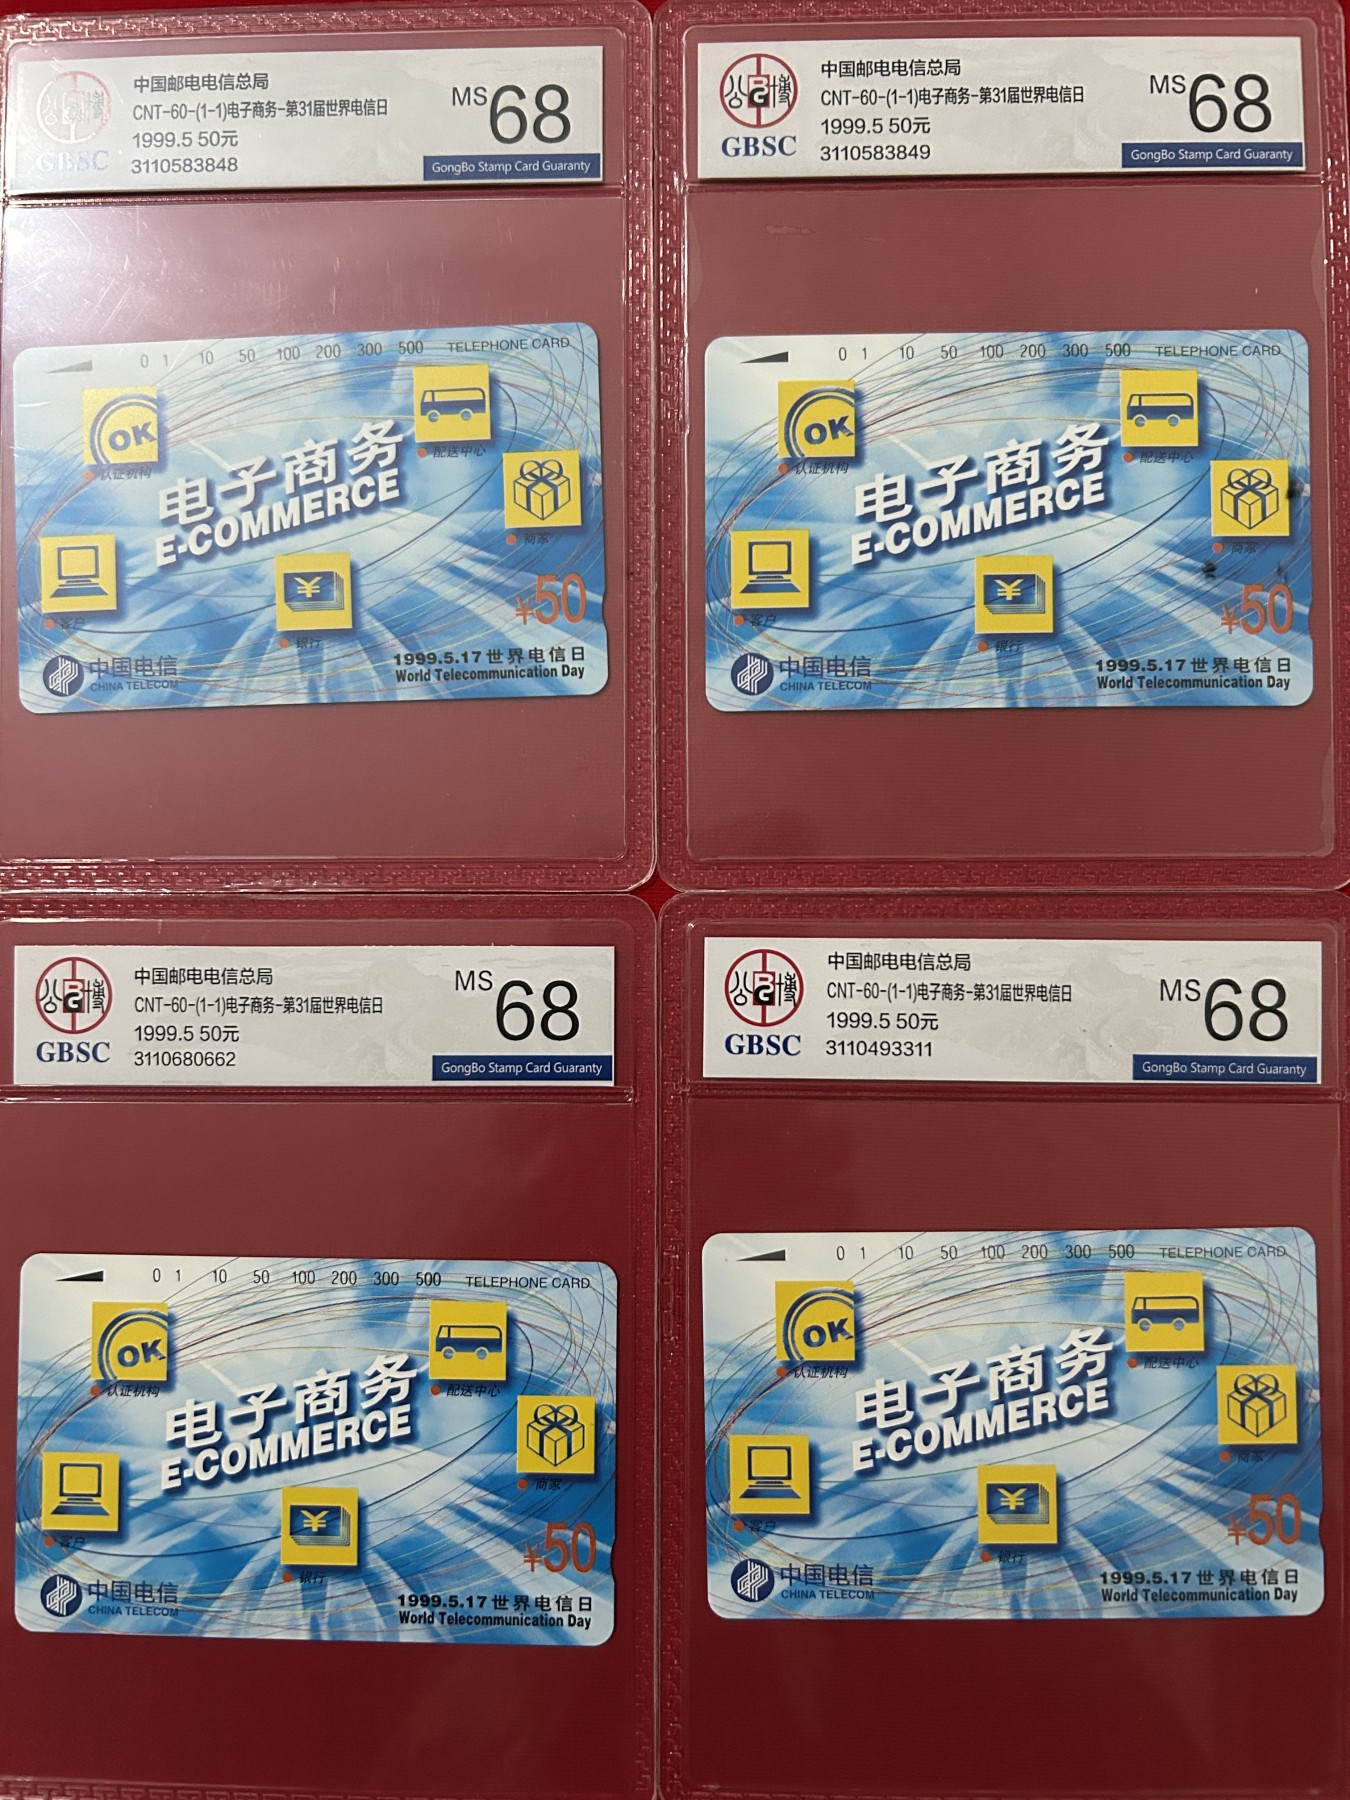 中国邮电电信总局
CNT-60-(1-1)电子商务-第31届世界电信日
1999.5 50元
3110583848
GBSC
MS 68
GongBo Stamp Card Guaranty
0 1 10 50 100 200 300 500 TELEPHONE CARD
OK
认证机构
配送中心
电子商务
E-COMMERCE
商家
客户
¥
银行
¥50
中国电信
CHINA TELECOM
1999.5.17 世界电信日
World Telecommunication Day
公博
GBSC
中国邮电电信总局
CNT-60-(1-1)电子商务-第31届世界电信日
1999.5 50元
3110583849
MS 68
GongBo Stamp Card Guaranty
0 1 10 50 100 200 300 500 TELEPHONE CARD
OK
认证机构
配送中心
电子商务
E-COMMERCE
商家
客户
¥
银行
¥50
中国电信
CHINA TELECOM
1999.5.17 世界电信日
World Telecommunication Day
公博
GBSC
中国邮电电信总局
CNT-60-(1-1)电子商务-第31届世界电信日
1999.5 50元
3110680662
MS 68
GongBo Stamp Card Guaranty
0 1 10 50 100 200 300 500 TELEPHONE CARD
OK
认证机构
配送中心
电子商务
E-COMMERCE
商家
客户
¥
银行
¥50
中国电信
CHINA TELECOM
1999.5.17 世界电信日
World Telecommunication Day
公博
GBSC
中国邮电电信总局
CNT-60-(1-1)电子商务-第31届世界电信日
1999.5 50元
3110493311
MS 68
GongBo Stamp Card Guaranty
0 1 10 50 100 200 300 500 TELEPHONE CARD
OK
认证机构
配送中心
电子商务
E-COMMERCE
商家
客户
¥
银行
¥50
中国电信
CHINA TELECOM
1999.5.17 世界电信日
World Telecommunication Day